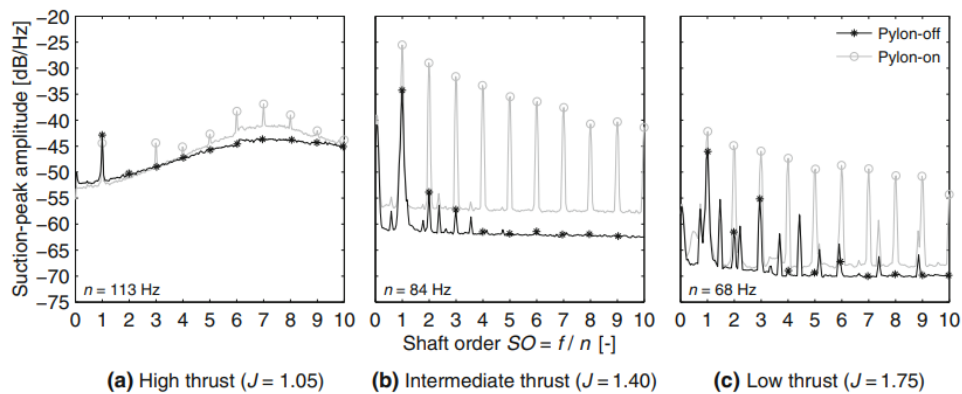 Suction-peak amplitude [dB/Hz]
−20
−25
−30
−35
−40
−45
−50
−55
−60
−65
−70
−75
n = 113 Hz
n = 84 Hz
n = 68 Hz
Pylon-off
Pylon-on
0 1 2 3 4 5 6 7 8 9 10
0 1 2 3 4 5 6 7 8 9 10
0 1 2 3 4 5 6 7 8 9 10
Shaft order SO = f / n [-]
(a) High thrust (J = 1.05)
(b) Intermediate thrust (J = 1.40)
(c) Low thrust (J = 1.75)